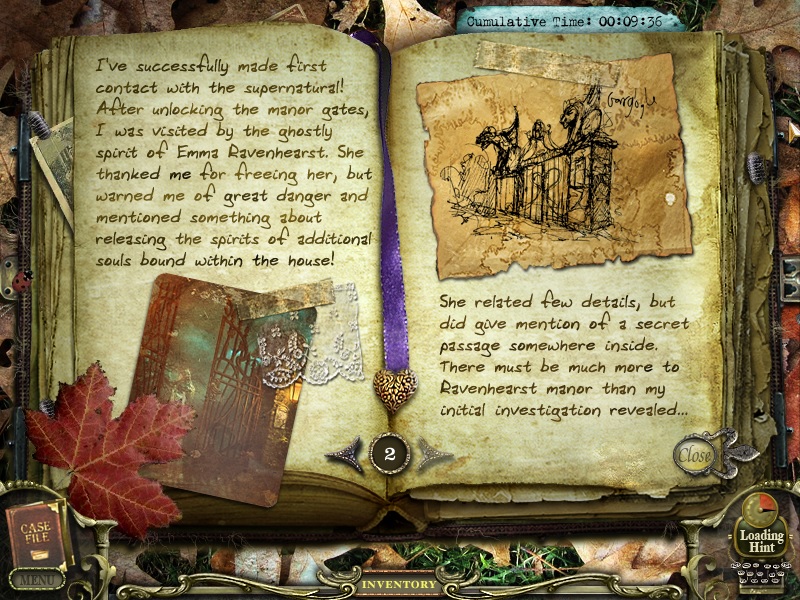 Cumulative Time: 00:09:36
I've successfully made first
contact with the supernatural!
After unlocking the manor gates,
I was visited by the ghostly
spirit of Emma Ravenhearst. She
thanked me for freeing her, but
warned me of great danger and
mentioned something about
releasing the spirits of additional
souls bound within the house!
Gargoyle
She related few details, but
did give mention of a secret
passage somewhere inside.
There must be much more to
Ravenhearst manor than my
initial investigation revealed...
2
Close
CASE
FILE
MENU
INVENTORY
Loading
Hint